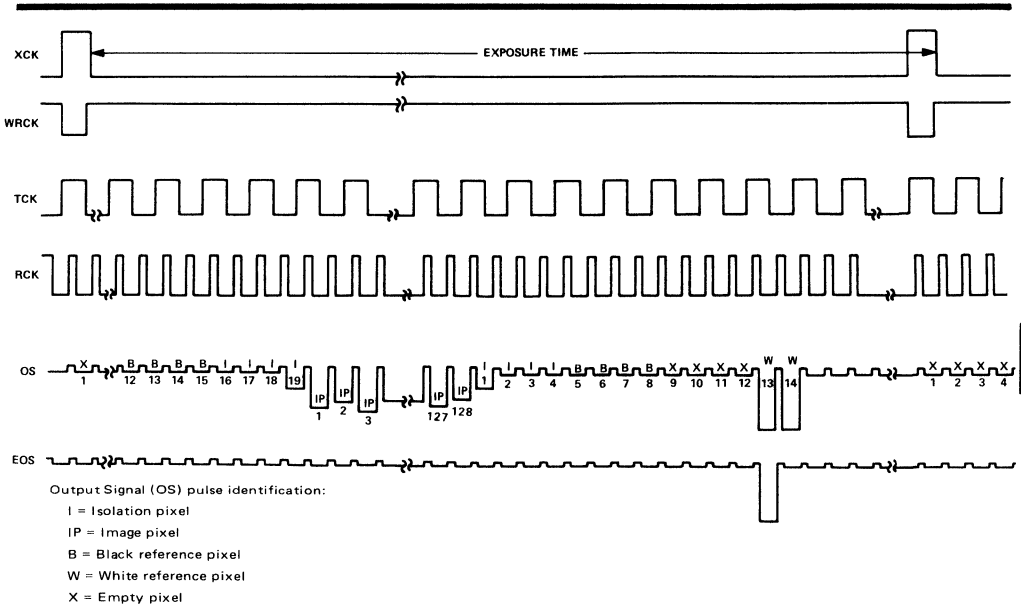 XCK
EXPOSURE TIME
WRCK
TCK
RCK
OS
X B B B B I I I I
1 12 13 14 15 16 17 18 19
IP IP IP
1 2 3
IP IP
127 128
I I I I B B B B X X X X W W
1 2 3 4 5 6 7 8 9 10 11 12 13 14
X X X X
1 2 3 4
EOS
Output Signal (OS) pulse identification:
I = Isolation pixel
IP = Image pixel
B = Black reference pixel
W = White reference pixel
X = Empty pixel